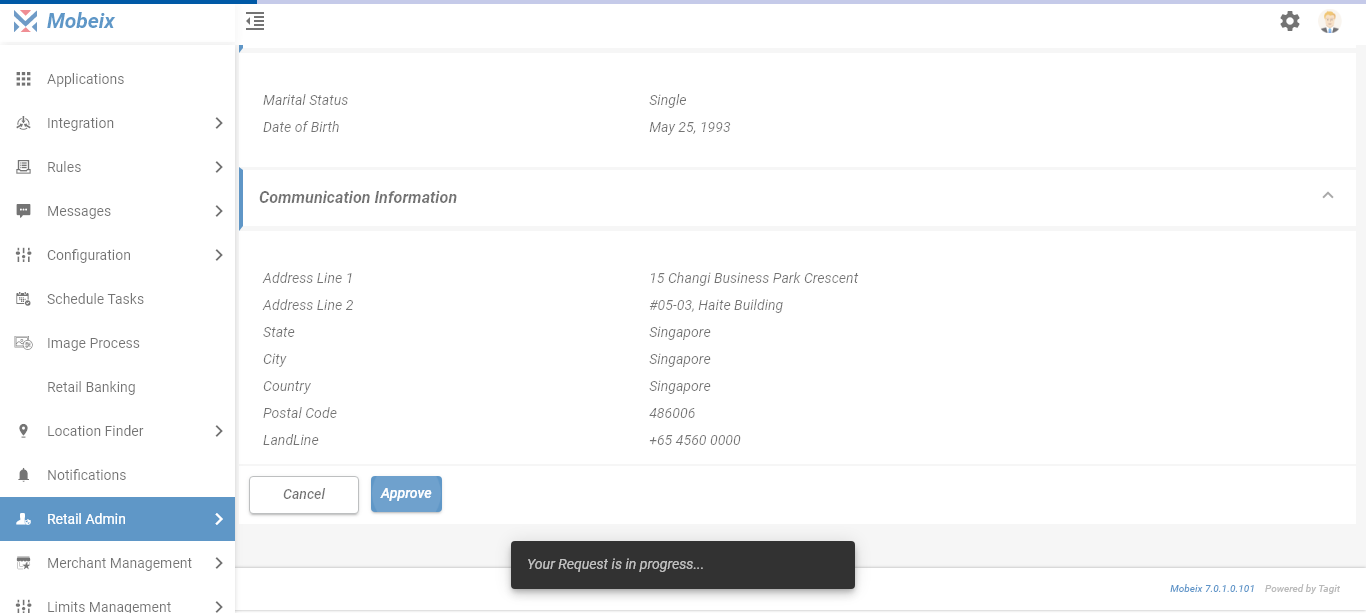 Mobeix
Applications
Integration
Rules
Messages
Configuration
Schedule Tasks
Image Process
Retail Banking
Location Finder
Notifications
Retail Admin
Merchant Management
Limits Management
Marital Status Single
Date of Birth May 25, 1993
Communication Information
Address Line 1 15 Changi Business Park Crescent
Address Line 2 #05-03, Haite Building
State Singapore
City Singapore
Country Singapore
Postal Code 486006
LandLine +65 4560 0000
Cancel Approve
Your Request is in progress...
Mobeix 7.0.1.0.101 Powered by Tagit